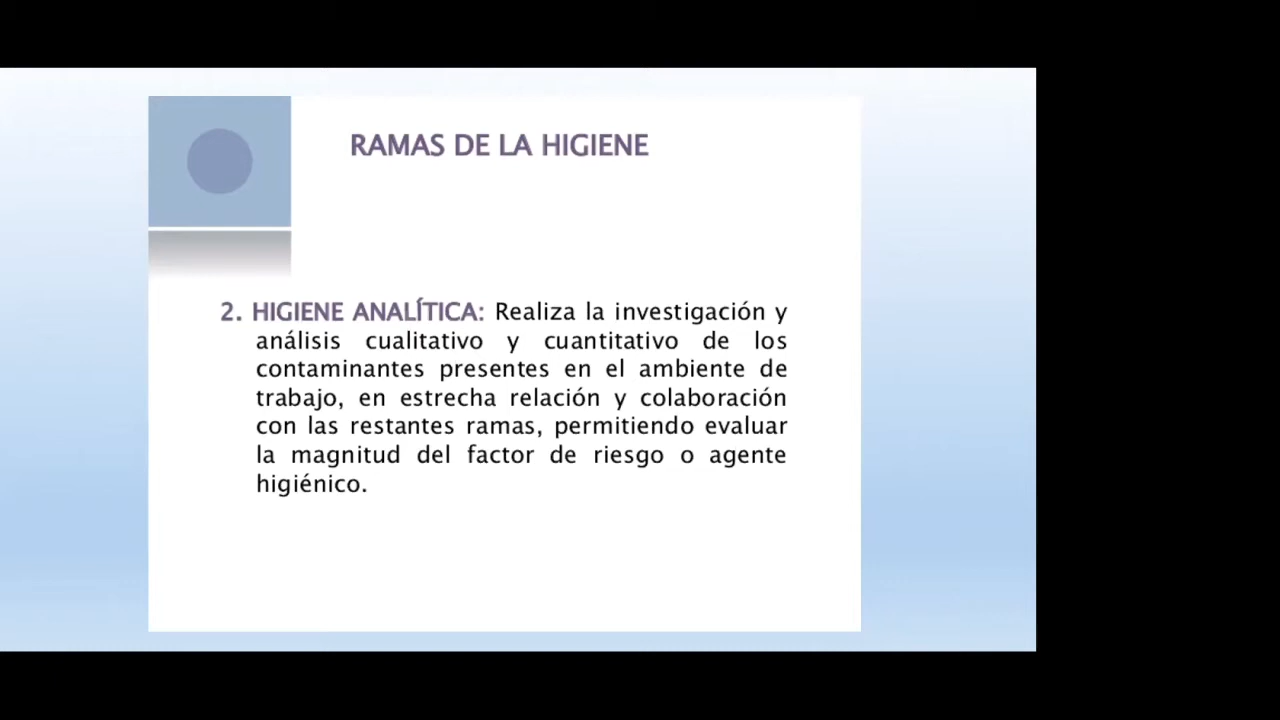 RAMAS DE LA HIGIENE
2. HIGIENE ANALÍTICA: Realiza la investigación y
análisis cualitativo y cuantitativo de los
contaminantes presentes en el ambiente de
trabajo, en estrecha relación y colaboración
con las restantes ramas, permitiendo evaluar
la magnitud del factor de riesgo o agente
higiénico.